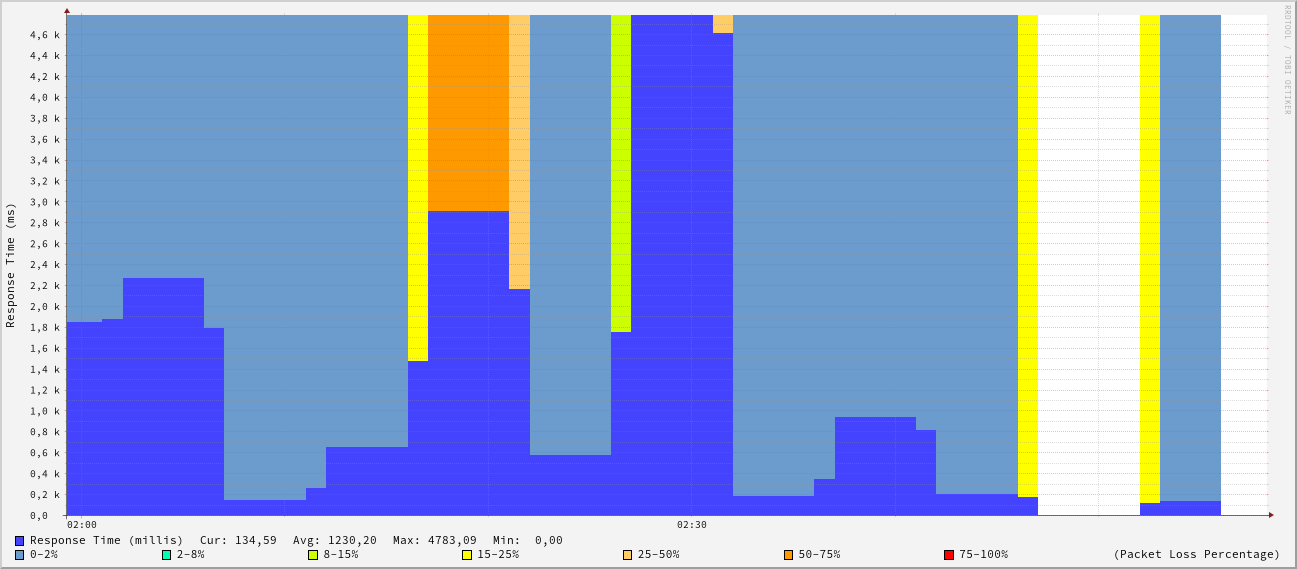 RRDTOOL / TOBI OETIKER
Response Time (ms)
4,6 k
4,4 k
4,2 k
4,0 k
3,8 k
3,6 k
3,4 k
3,2 k
3,0 k
2,8 k
2,6 k
2,4 k
2,2 k
2,0 k
1,8 k
1,6 k
1,4 k
1,2 k
1,0 k
0,8 k
0,6 k
0,4 k
0,2 k
0,0
02:00 02:30
Response Time (millis) Cur: 134,59 Avg: 1230,20 Max: 4783,09 Min: 0,00
0-2% 2-8% 8-15% 15-25% 25-50% 50-75% 75-100% (Packet Loss Percentage)